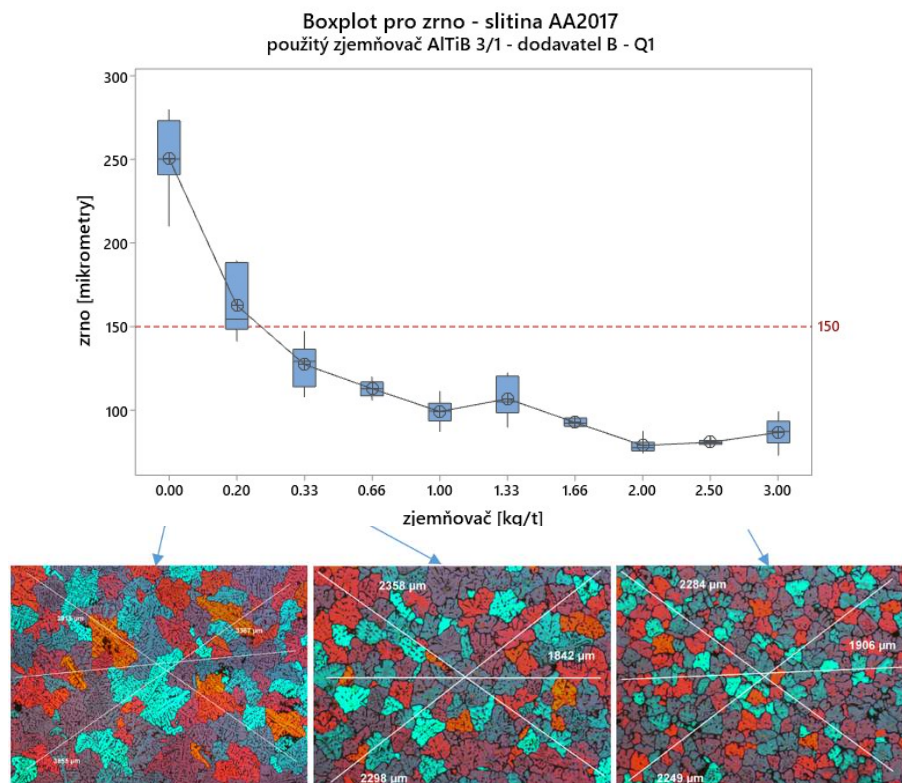 Boxplot pro zrno - slitina AA2017
použitý zjemňovač AlTiB 3/1 - dodavatel B - Q1
zrno [mikrometry]
300
250
200
150
100
150
0.00 0.20 0.33 0.66 1.00 1.33 1.66 2.00 2.50 3.00
zjemňovač [kg/t]
2358 µm
1842 µm
2298 µm
2284 µm
1906 µm
2249 µm